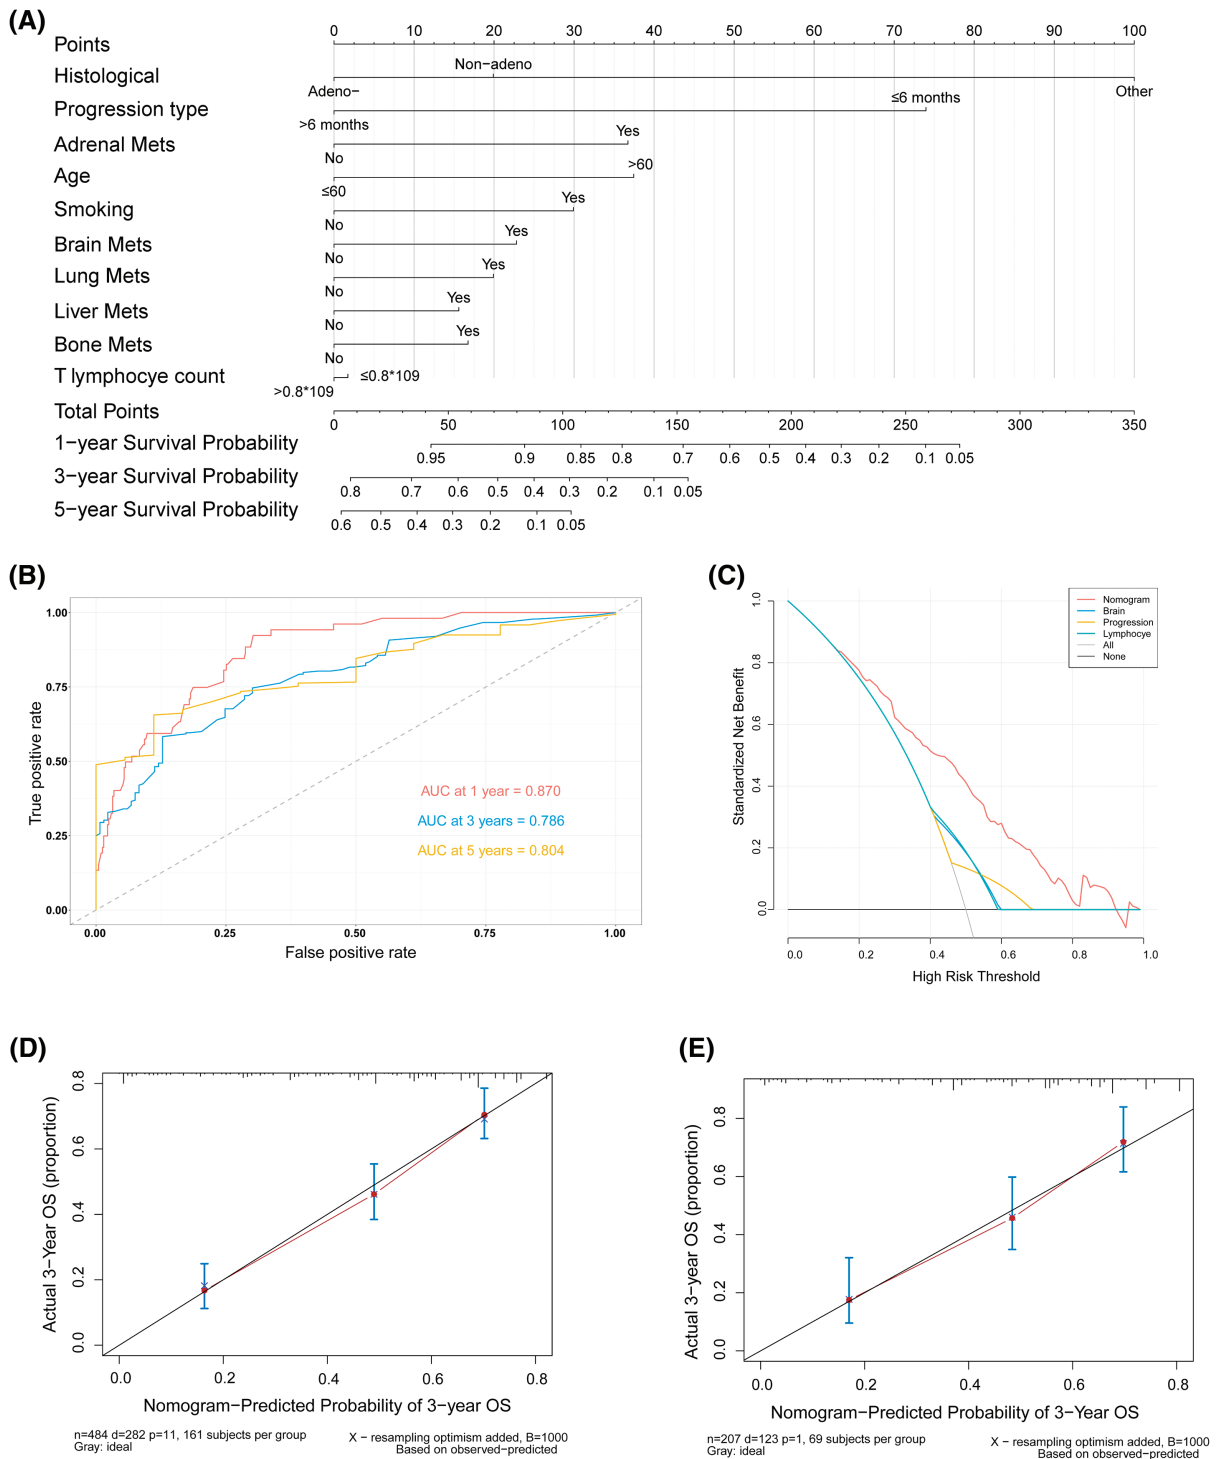 (A)
Points
0 10 20 30 40 50 60 70 80 90 100
Histological
Non-adeno
Adeno-
Other
Progression type
≤6 months
>6 months
Adrenal Mets
Yes
No
Age
>60
≤60
Smoking
Yes
No
Brain Mets
Yes
No
Lung Mets
Yes
No
Liver Mets
Yes
No
Bone Mets
Yes
No
T lymphocye count
≤0.8*109
>0.8*109
Total Points
0 50 100 150 200 250 300 350
1-year Survival Probability
0.95 0.9 0.85 0.8 0.7 0.6 0.5 0.4 0.3 0.2 0.1 0.05
3-year Survival Probability
0.8 0.7 0.6 0.5 0.4 0.3 0.2 0.1 0.05
5-year Survival Probability
0.6 0.5 0.4 0.3 0.2 0.1 0.05
(B)
True positive rate
1.00
0.75
0.50
0.25
0.00
AUC at 1 year = 0.870
AUC at 3 years = 0.786
AUC at 5 years = 0.804
0.00 0.25 0.50 0.75 1.00
False positive rate
(C)
Standardized Net Benefit
1.0
0.8
0.6
0.4
0.2
0.0
Nomogram
Brain
Progression
Lymphocye
All
None
0.0 0.2 0.4 0.6 0.8 1.0
High Risk Threshold
(D)
Actual 3-Year OS (proportion)
0.8
0.6
0.4
0.2
0.0
0.0 0.2 0.4 0.6 0.8
Nomogram-Predicted Probability of 3-year OS
n=484 d=282 p=11, 161 subjects per group
Gray: ideal
X - resampling optimism added, B=1000
Based on observed-predicted
(E)
Actual 3-year OS (proportion)
0.8
0.6
0.4
0.2
0.0
0.0 0.2 0.4 0.6 0.8
Nomogram-Predicted Probability of 3-Year OS
n=207 d=123 p=1, 69 subjects per group
Gray: ideal
X - resampling optimism added, B=1000
Based on observed-predicted